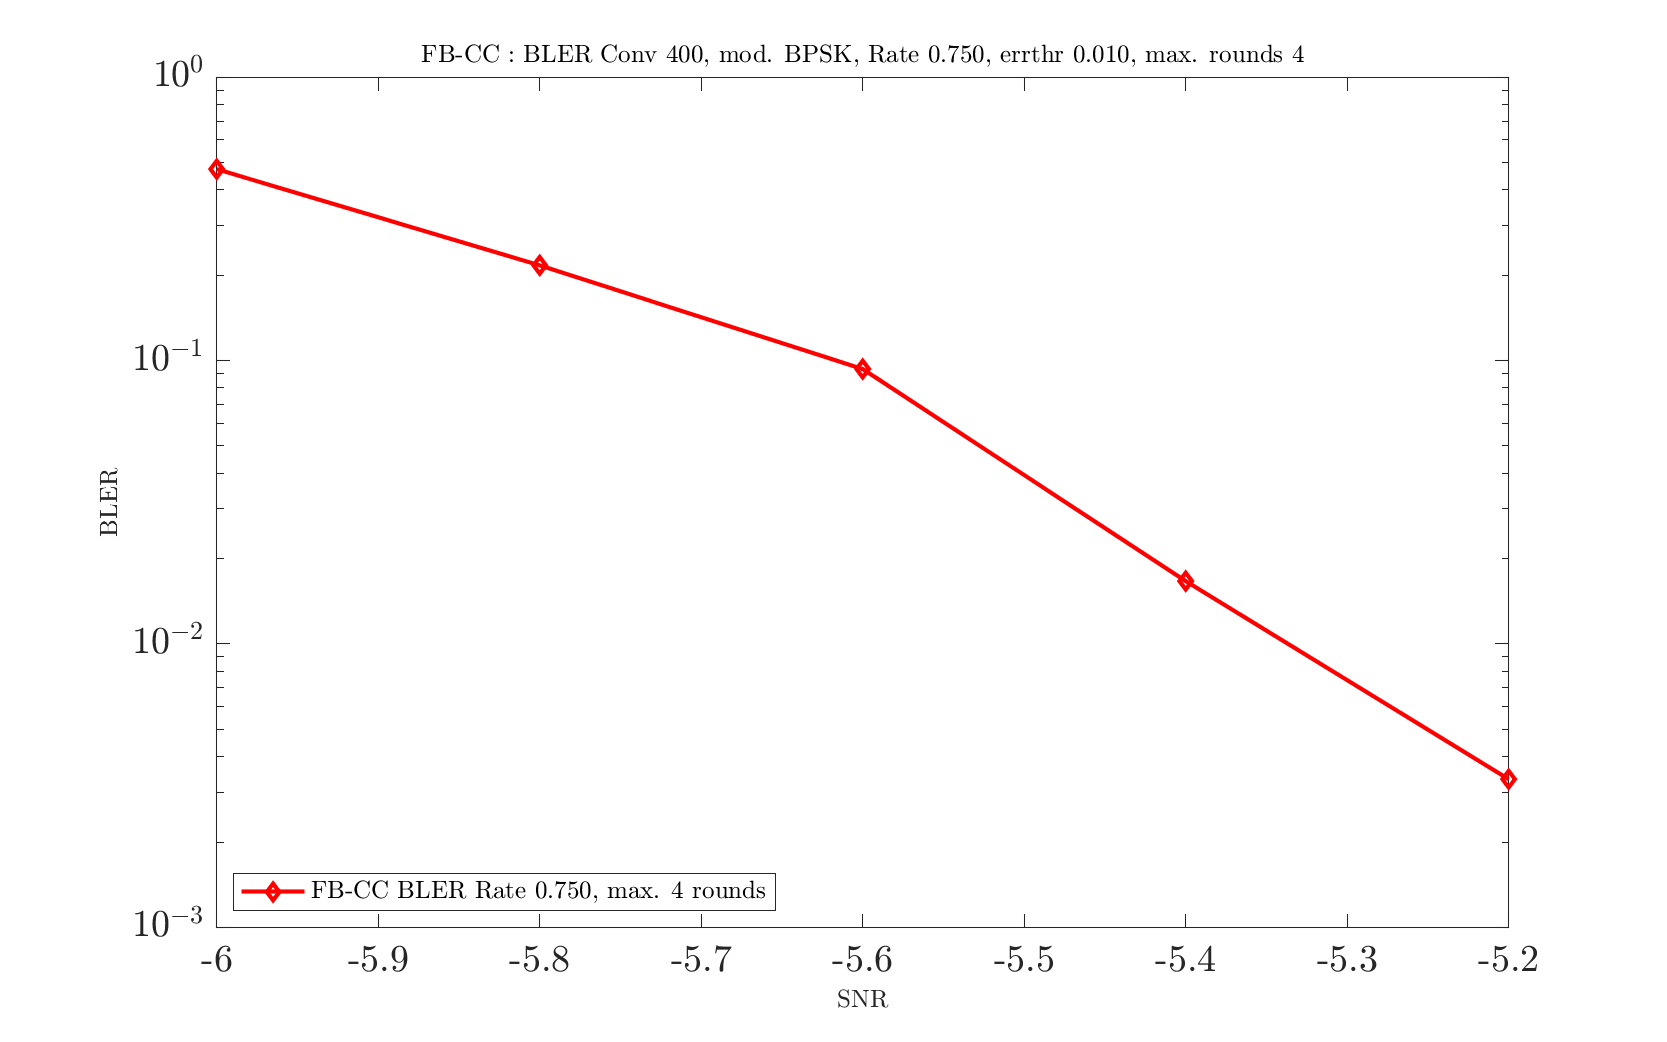 FB-CC : BLER Conv 400, mod. BPSK, Rate 0.750, errthr 0.010, max. rounds 4
10⁰
10⁻¹
10⁻²
10⁻³
BLER
FB-CC BLER Rate 0.750, max. 4 rounds
-6 -5.9 -5.8 -5.7 -5.6 -5.5 -5.4 -5.3 -5.2
SNR